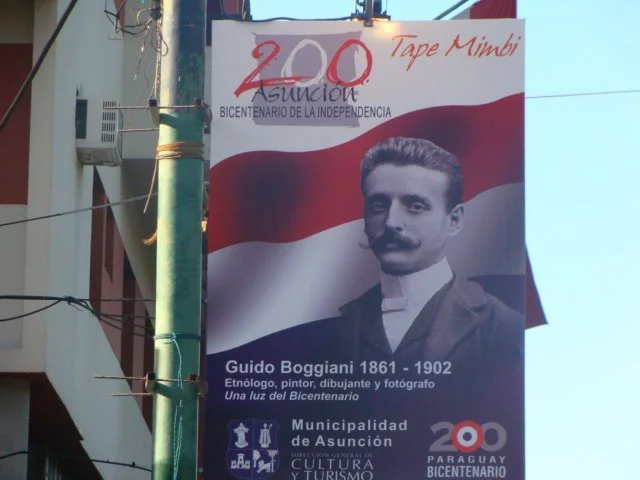 200
Tape Mimbi
Asunción
BICENTENARIO DE LA INDEPENDENCIA
Guido Boggiani 1861 - 1902
Etnólogo, pintor, dibujante y fotógrafo
Una luz del Bicentenario
Municipalidad
de Asunción
DIRECCIÓN GENERAL DE
CULTURA
Y TURISMO
200
PARAGUAY
BICENTENARIO